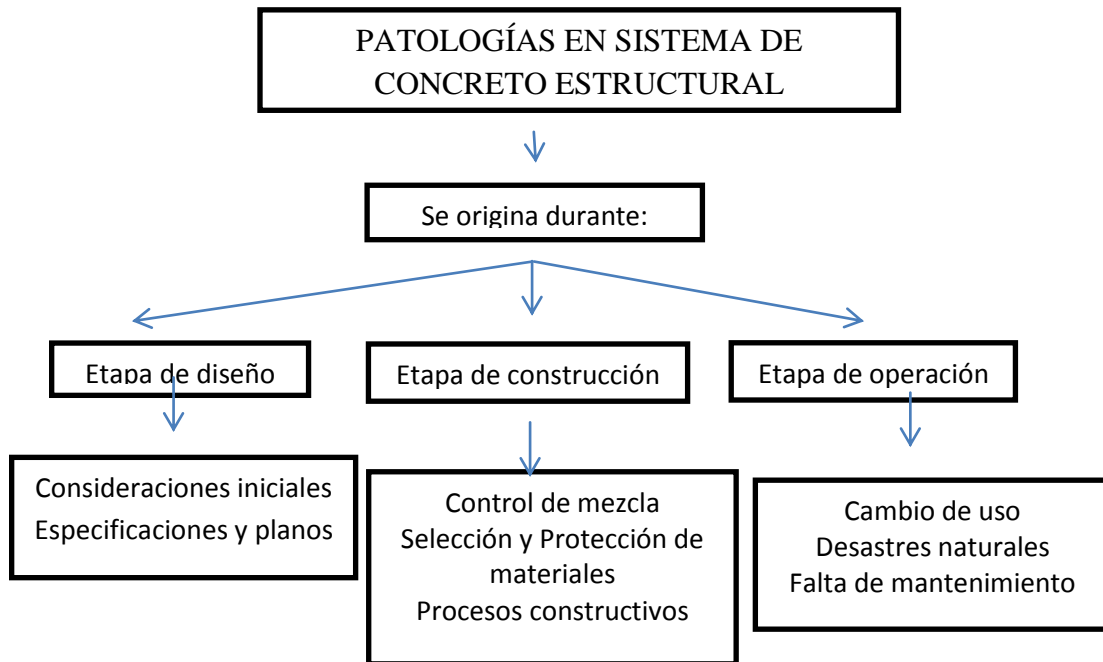 PATOLOGÍAS EN SISTEMA DE
CONCRETO ESTRUCTURAL
Se origina durante:
Etapa de diseño
Etapa de construcción
Etapa de operación
Consideraciones iniciales
Especificaciones y planos
Control de mezcla
Selección y Protección de
materiales
Procesos constructivos
Cambio de uso
Desastres naturales
Falta de mantenimiento